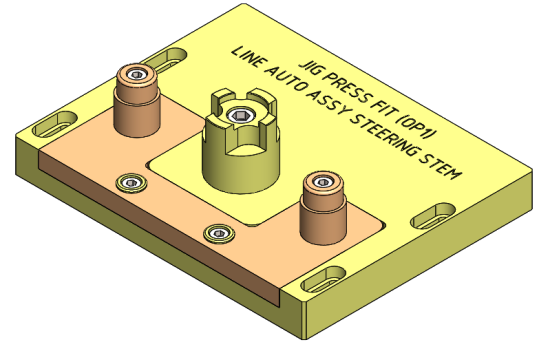 JIG PRESS FIT (OP1)
LINE AUTO ASSY STEERING STEM